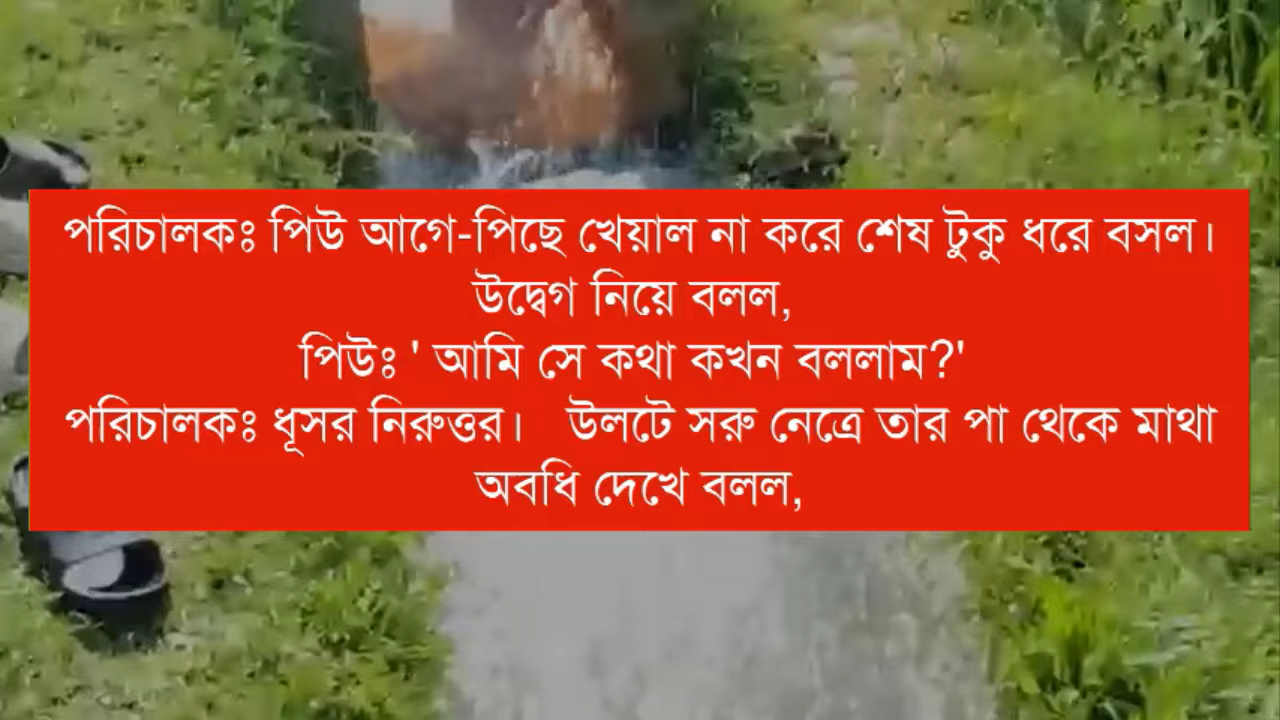 পরিচালকঃ পিউ আগে-পিছে খেয়াল না করে শেষ টুকু ধরে বসল।
উদ্বেগ নিয়ে বলল,
পিউঃ ' আমি সে কথা কখন বললাম?'
পরিচালকঃ ধূসর নিরুত্তর। উলটে সরু নেত্রে তার পা থেকে মাথা
অবধি দেখে বলল,